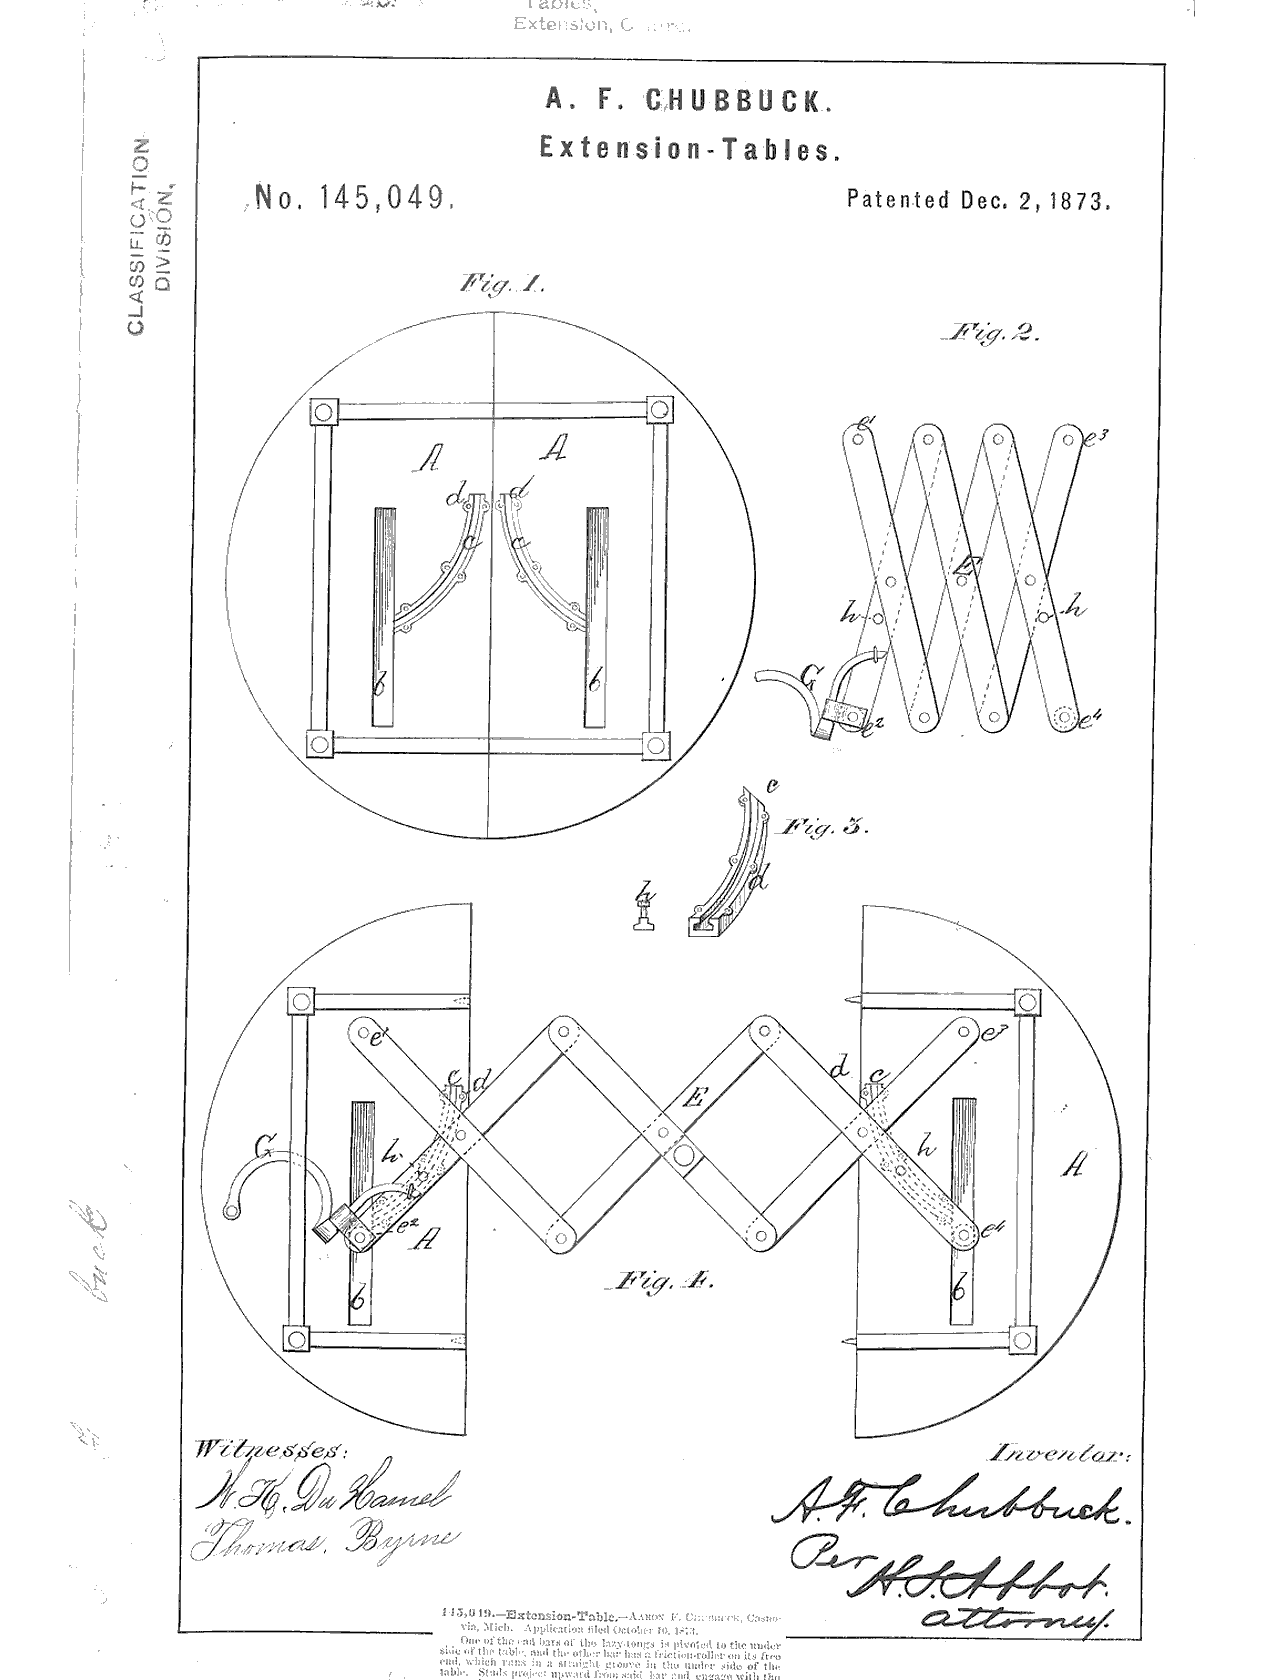 Tables,
Extension,
CLASSIFICATION
DIVISION.
A. F. CHUBBUCK.
Extension-Tables.
No. 145,049.
Patented Dec. 2, 1873.
Fig. 1.
Fig. 2.
A A
d d
c c
b b
e¹ e³
E
h h
G
e² e⁴
c
Fig. 3.
d
h
e¹ e³
c d d c
E
G h h A
e² e⁴
A
b b
Fig. 4.
buck
Witnesses:
W. H. Du Hamel
Thomas. Byrne
Inventor:
A. F. Chubbuck.
Per
H. S. Abbot.
Attorney.
145,049.—Extension-Table.—AARON F. CHUBBUCK, Casno-
via, Mich. Application filed October 10, 1873.
One of the end bars of the lazy-tongs is pivoted to the under
side of the table, and the other bar has a friction-roller on its free
end, which runs in a straight groove in the under side of the
table. Studs project upward from said bar and engage with the